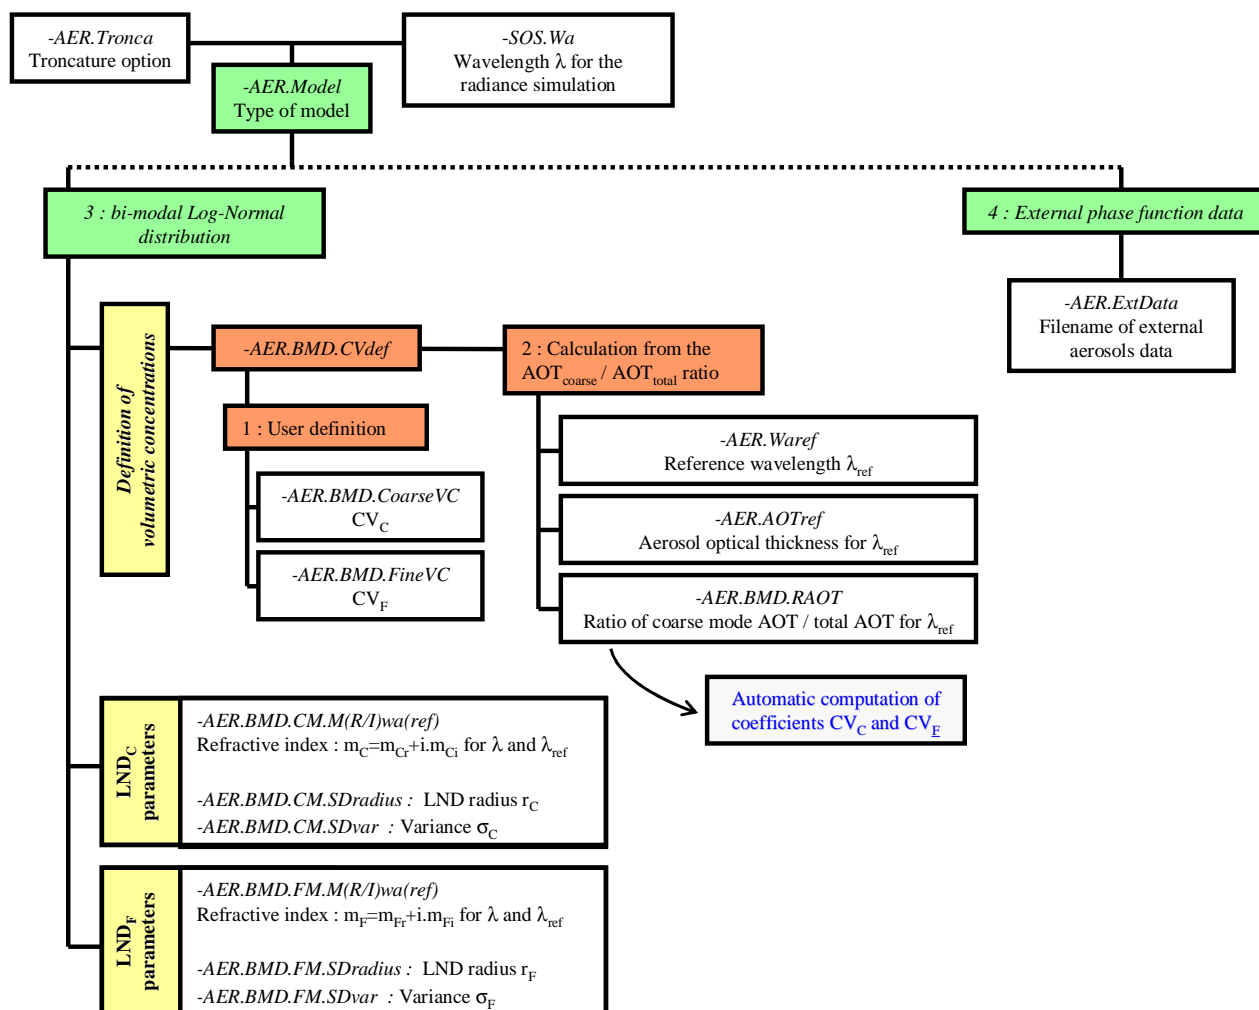 -AER.Tronca
Troncature option
-SOS.Wa
Wavelength λ for the
radiance simulation
-AER.Model
Type of model
3 : bi-modal Log-Normal
distribution
4 : External phase function data
-AER.ExtData
Filename of external
aerosols data
Definition of
volumetric concentrations
-AER.BMD.CVdef
2 : Calculation from the
AOTcoarse / AOTtotal ratio
1 : User definition
-AER.BMD.CoarseVC
CVC
-AER.BMD.FineVC
CVF
-AER.Waref
Reference wavelength λref
-AER.AOTref
Aerosol optical thickness for λref
-AER.BMD.RAOT
Ratio of coarse mode AOT / total AOT for λref
Automatic computation of
coefficients CVC and CVF
LNDC
parameters
-AER.BMD.CM.M(R/I)wa(ref)
Refractive index : mC=mCr+i.mCi for λ and λref
-AER.BMD.CM.SDradius : LND radius rC
-AER.BMD.CM.SDvar : Variance σC
LNDF
parameters
-AER.BMD.FM.M(R/I)wa(ref)
Refractive index : mF=mFr+i.mFi for λ and λref
-AER.BMD.FM.SDradius : LND radius rF
-AER.BMD.FM.SDvar : Variance σF